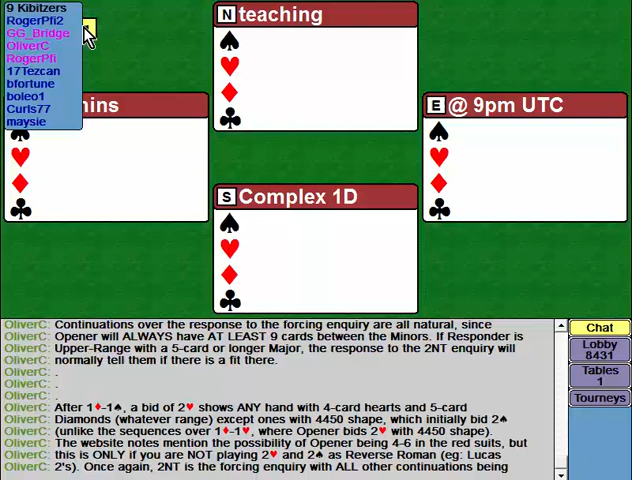 9 Kibitzers
RogerPfi2
GG_Bridge
OliverC
RogerPfi
17Tezcan
bfortune
boleo1
Curls77
maysie
N teaching
ins
E @ 9pm UTC
S Complex 1D
OliverC: Continuations over the response to the forcing enquiry are all natural, since
OliverC: Opener will ALWAYS have AT LEAST 9 cards between the Minors. If Responder is
OliverC: Upper-Range with a 5-card or longer Major, the response to the 2NT enquiry will
OliverC: normally tell them if there is a fit there.
OliverC: .
OliverC: .
OliverC: .
OliverC: After 1♦-1♠, a bid of 2♥ shows ANY hand with 4-card hearts and 5-card
OliverC: Diamonds (whatever range) except ones with 4450 shape, which initially bid 2♠
OliverC: (unlike the sequences over 1♦-1♥, where Opener bids 2♥ with 4450 shape).
OliverC: The website notes mention the possibility of Opener being 4-6 in the red suits, but
OliverC: this is ONLY if you are NOT playing 2♥ and 2♠ as Reverse Roman (eg: Lucas
OliverC: 2's). Once again, 2NT is the forcing enquiry with ALL other continuations being
Chat
Lobby
8431
Tables
1
Tourneys